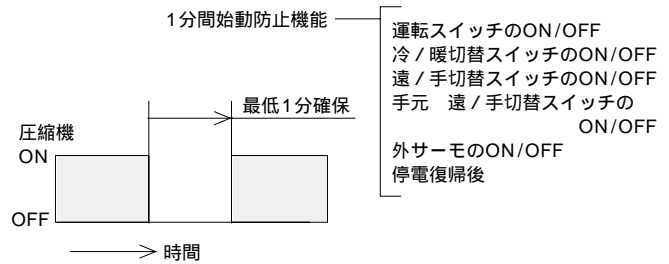 1分間始動防止機能
運転スイッチのON/OFF
冷/暖切替スイッチのON/OFF
遠/手切替スイッチのON/OFF
手元　遠/手切替スイッチの
ON/OFF
外サーモのON/OFF
停電復帰後
最低1分確保
圧縮機
ON
OFF
時間